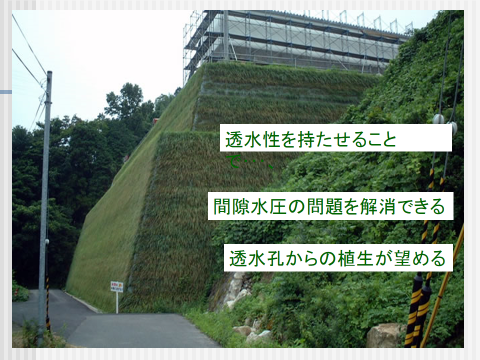 透水性を持たせること
間隙水圧の問題を解消できる
透水孔からの植生が望める